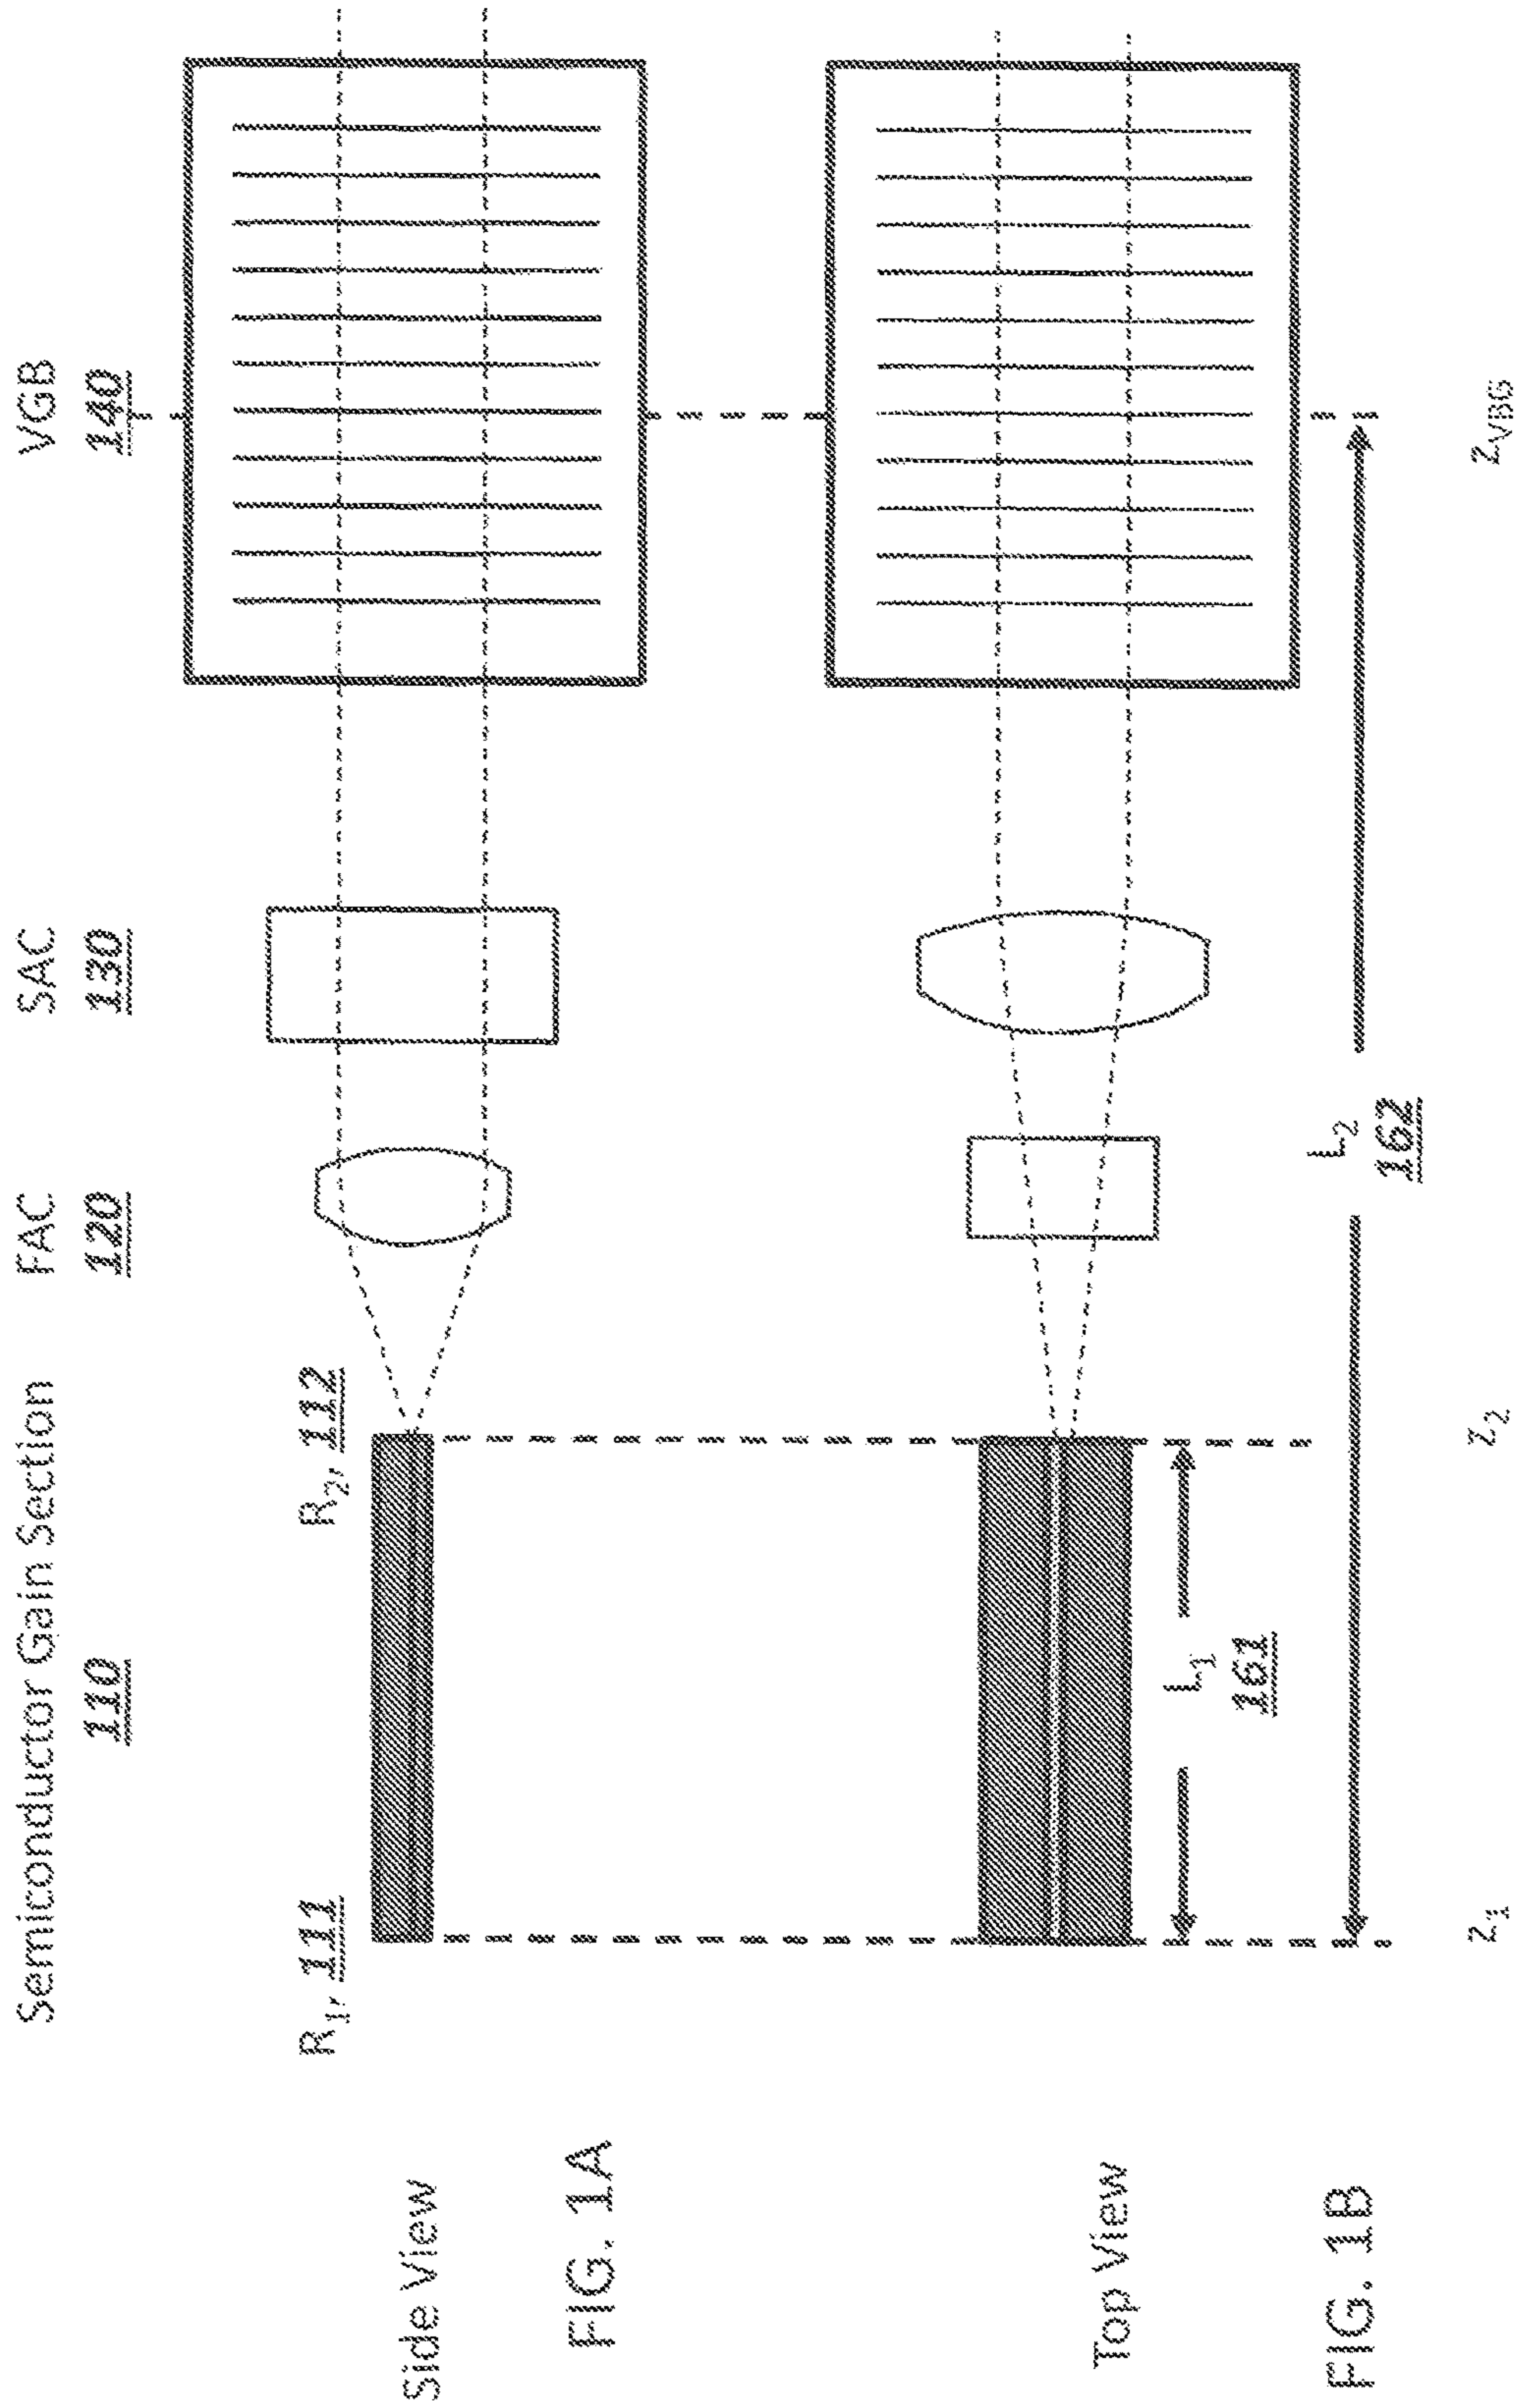 Semiconductor Gain Section FAC SAC VGB
110 120 130 140
R1, 111 R2, 112
Side View
FIG. 1A
Top View
L1
161
L2
162
FIG. 1B
Z1 Z2 ZVBG